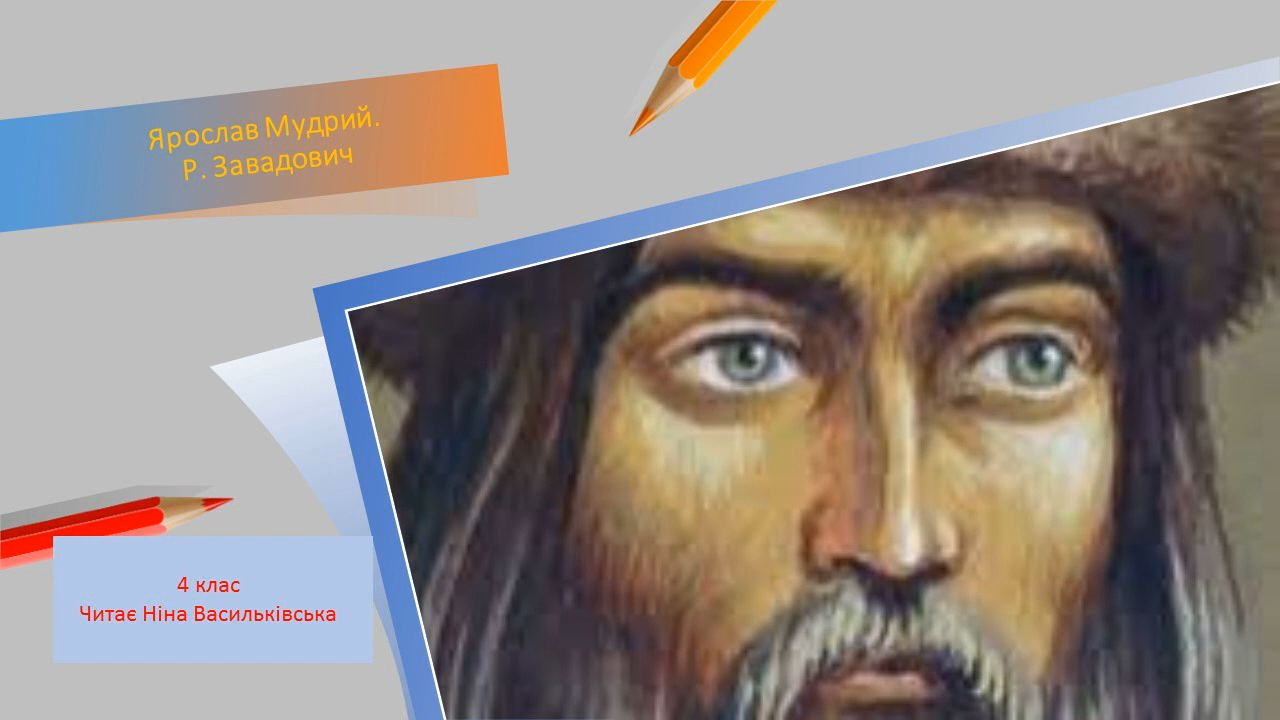 Ярослав Мудрий.
Р. Завадович
4 клас
Читає Ніна Васильківська